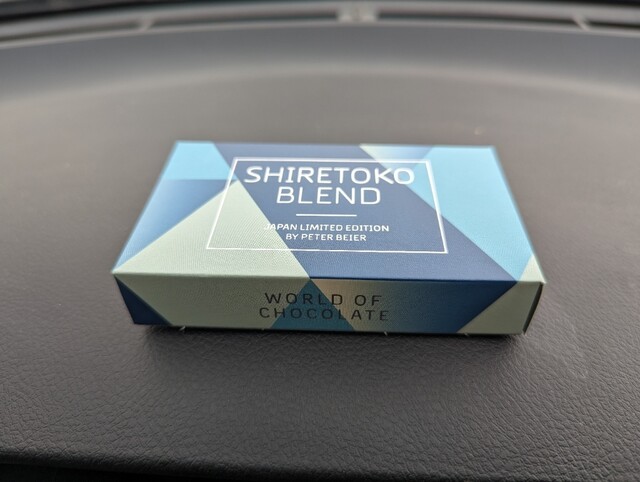 SHIRETOKO
BLEND
JAPAN LIMITED EDITION
BY PETER BEIER
WORLD OF
CHOCOLATE